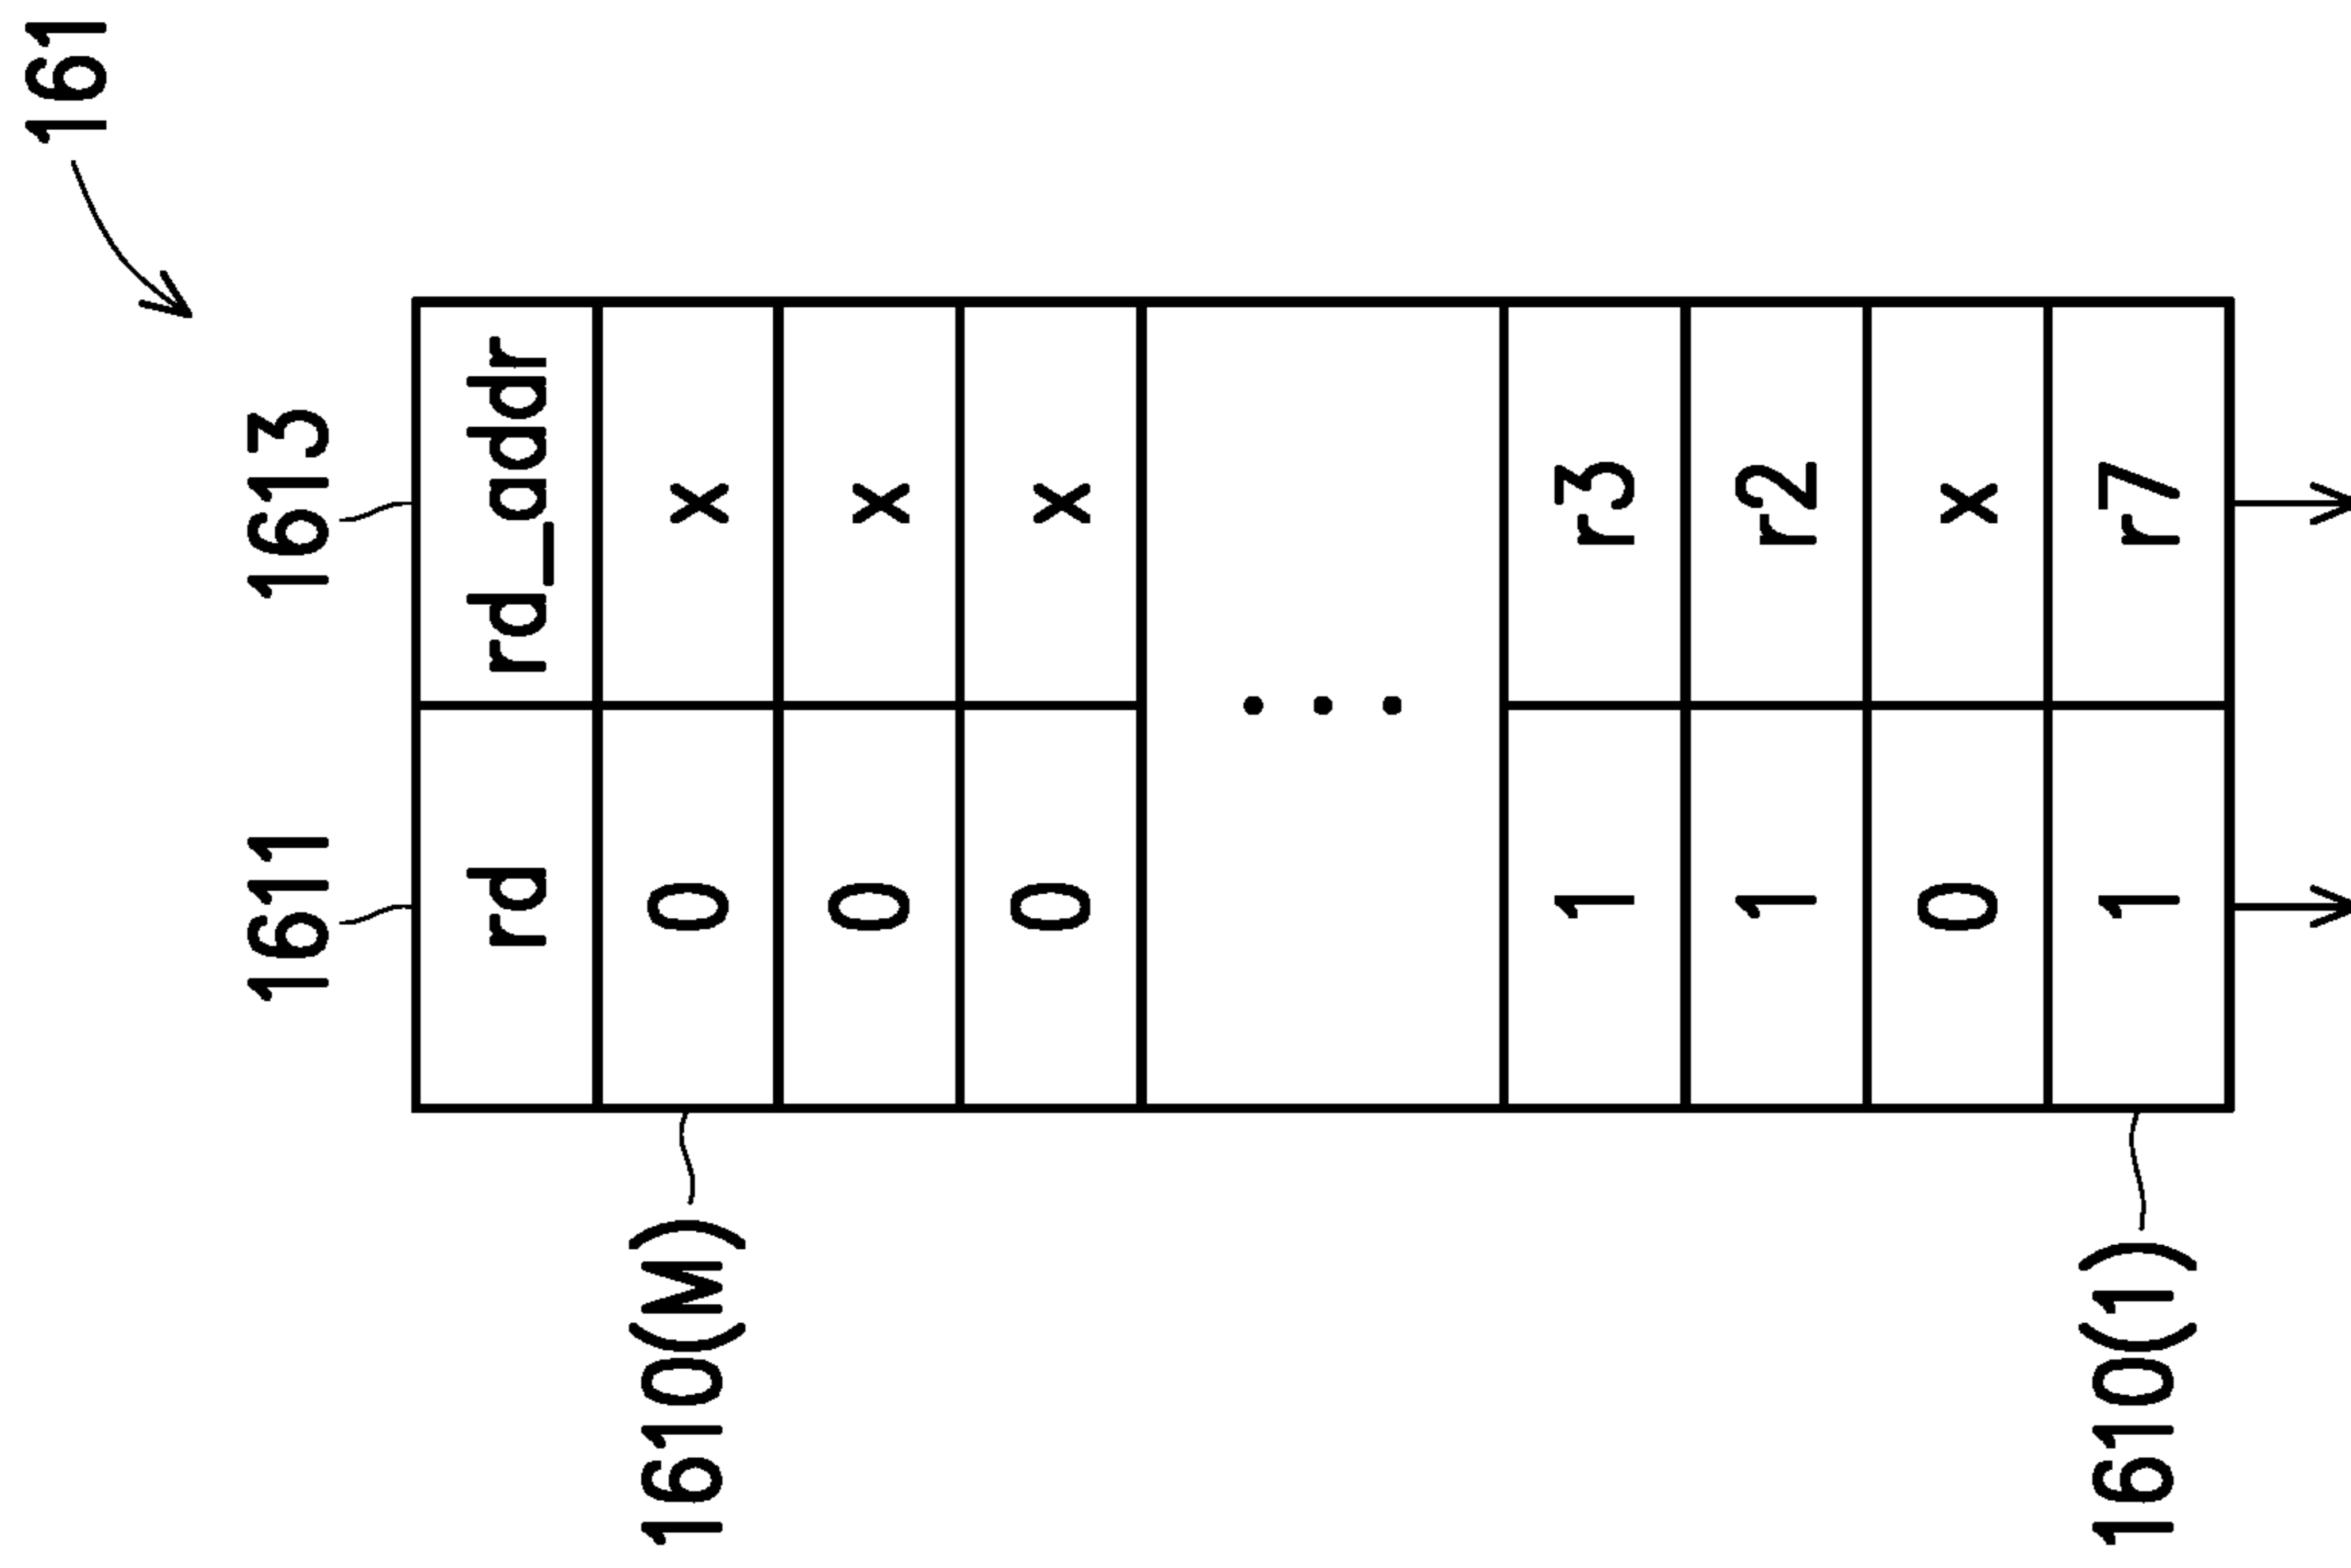 161
1611 1613
rd rd_addr
1610(M) 0 x
0 x
0 x
...
1 r3
1 r2
0 x
1610(1) 1 r7